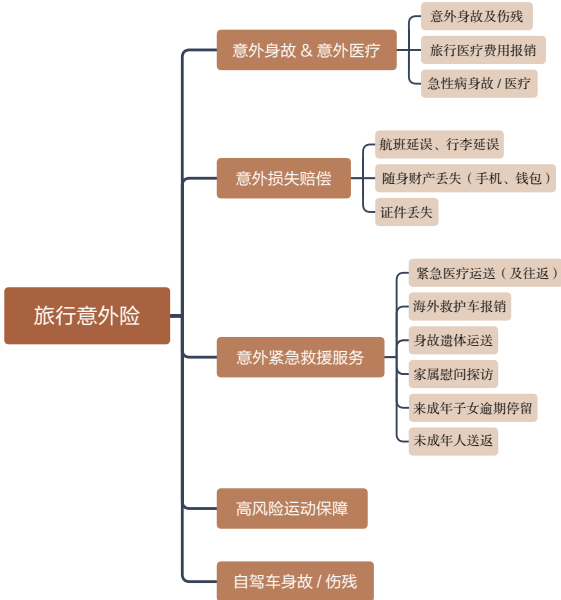 旅行意外险
意外身故 & 意外医疗
意外身故及伤残
旅行医疗费用报销
急性病身故 / 医疗
意外损失赔偿
航班延误、行李延误
随身财产丢失（手机、钱包）
证件丢失
意外紧急救援服务
紧急医疗运送（及往返）
海外救护车报销
身故遗体运送
家属慰问探访
来成年子女逾期停留
未成年人送返
高风险运动保障
自驾车身故 / 伤残